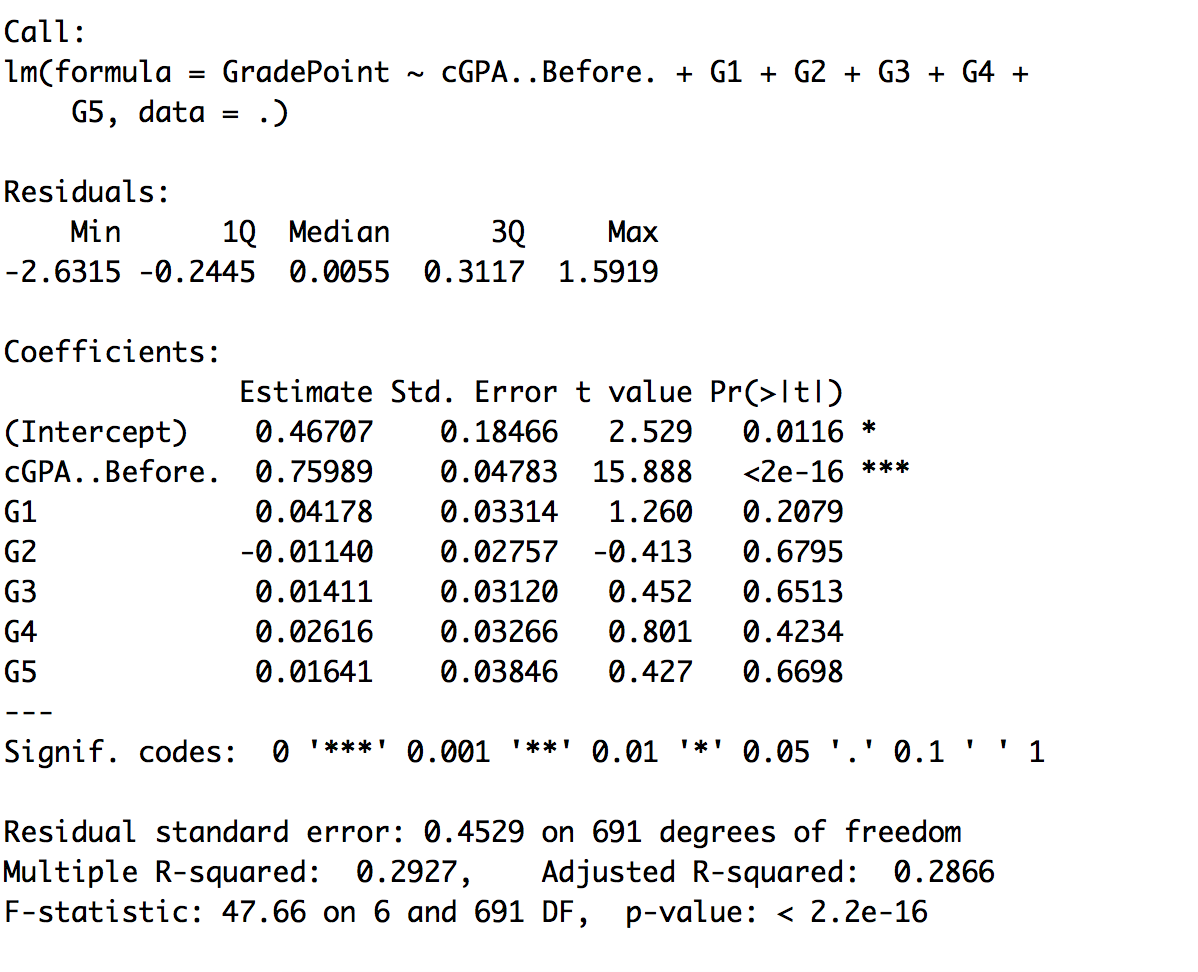 Call:
lm(formula = GradePoint ~ cGPA..Before. + G1 + G2 + G3 + G4 +
    G5, data = .)

Residuals:
    Min      1Q  Median      3Q     Max
-2.6315 -0.2445  0.0055  0.3117  1.5919

Coefficients:
              Estimate Std. Error t value Pr(>|t|)
(Intercept)    0.46707    0.18466   2.529   0.0116 *
cGPA..Before.  0.75989    0.04783  15.888   <2e-16 ***
G1             0.04178    0.03314   1.260   0.2079
G2            -0.01140    0.02757  -0.413   0.6795
G3             0.01411    0.03120   0.452   0.6513
G4             0.02616    0.03266   0.801   0.4234
G5             0.01641    0.03846   0.427   0.6698
---
Signif. codes:  0 '***' 0.001 '**' 0.01 '*' 0.05 '.' 0.1 ' ' 1

Residual standard error: 0.4529 on 691 degrees of freedom
Multiple R-squared:  0.2927,    Adjusted R-squared:  0.2866
F-statistic: 47.66 on 6 and 691 DF,  p-value: < 2.2e-16